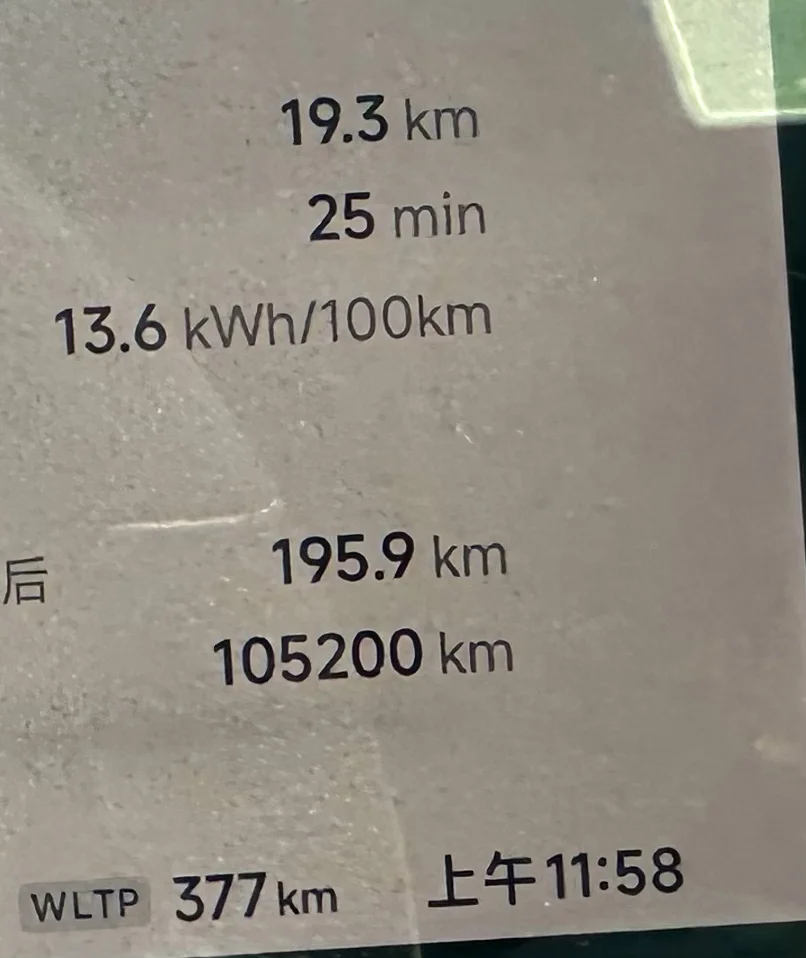 19.3 km
25 min
13.6 kWh/100km
后 195.9 km
105200 km
WLTP 377 km 上午11:58